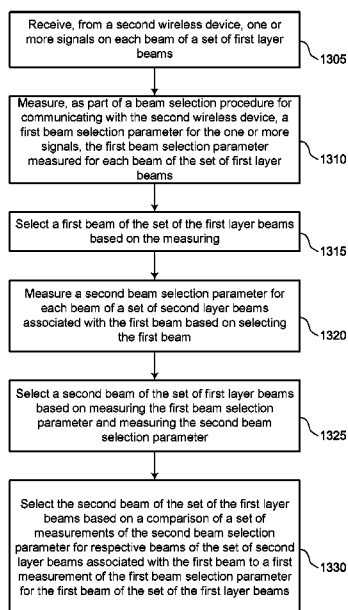 Receive, from a second wireless device, one or
more signals on each beam of a set of first layer
beams
1305
Measure, as part of a beam selection procedure for
communicating with the second wireless device, a
first beam selection parameter for the one or more
signals, the first beam selection parameter
measured for each beam of the set of first layer
beams
1310
Select a first beam of the set of the first layer beams
based on the measuring
1315
Measure a second beam selection parameter for
each beam of a set of second layer beams
associated with the first beam based on selecting
the first beam
1320
Select a second beam of the set of first layer beams
based on measuring the first beam selection
parameter and measuring the second beam
selection parameter
1325
Select the second beam of the set of the first layer
beams based on a comparison of a set of
measurements of the second beam selection
parameter for respective beams of the set of second
layer beams associated with the first beam to a first
measurement of the first beam selection parameter
for the first beam of the set of the first layer beams
1330